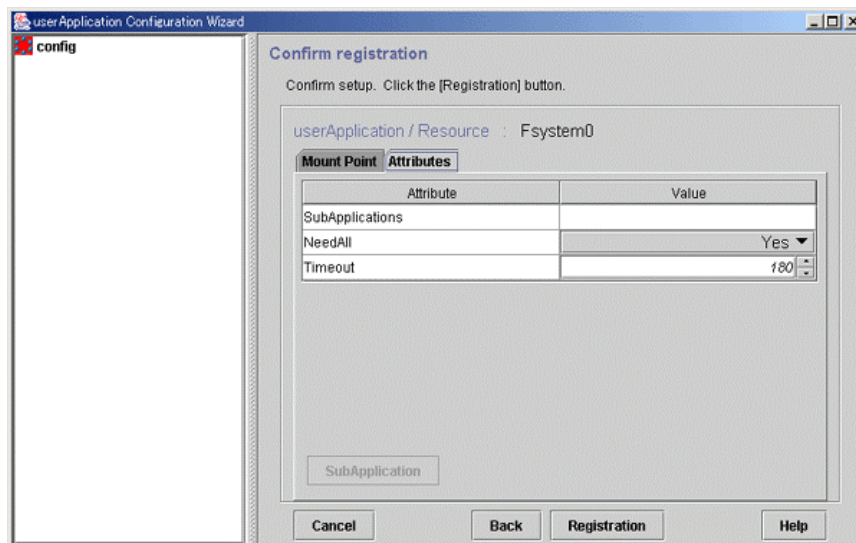 userApplication Configuration Wizard
config
Confirm registration
Confirm setup. Click the [Registration] button.
userApplication / Resource : Fsystem0
Mount Point Attributes
Attribute Value
SubApplications
NeedAll Yes
Timeout 180
SubApplication
Cancel Back Registration Help